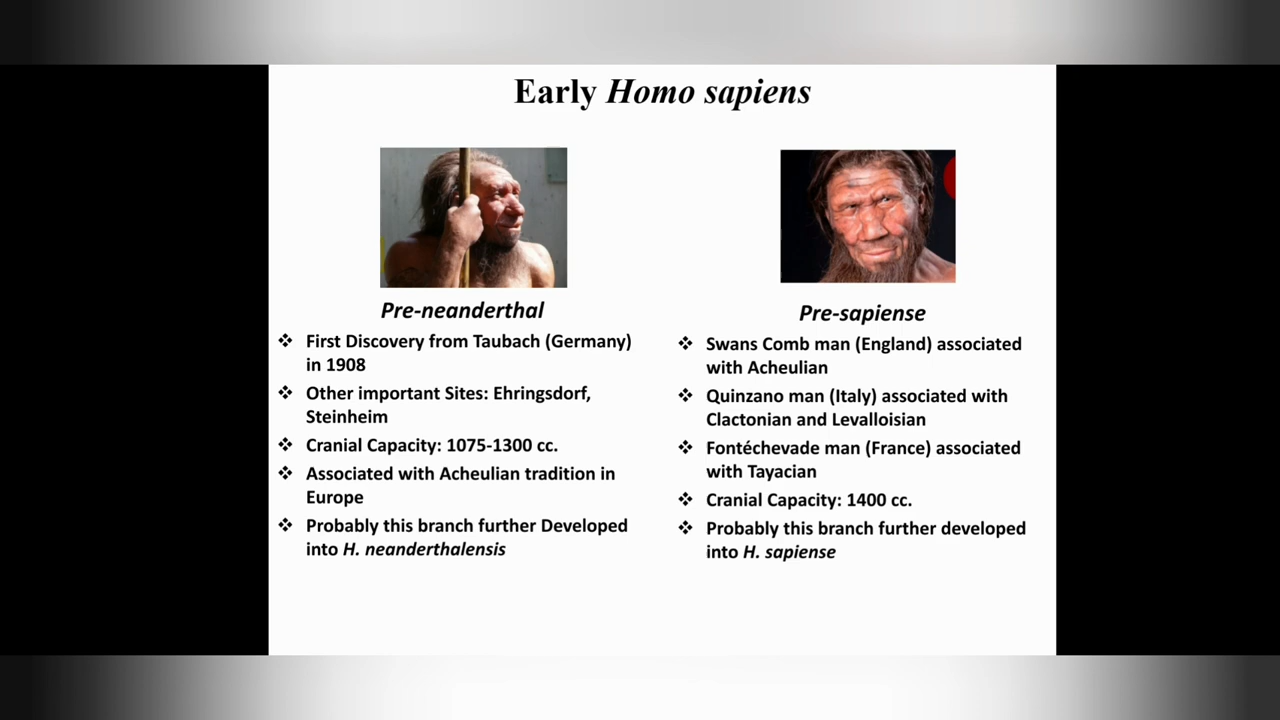 Early Homo sapiens
Pre-neanderthal
❖ First Discovery from Taubach (Germany)
in 1908
❖ Other important Sites: Ehringsdorf,
Steinheim
❖ Cranial Capacity: 1075-1300 cc.
❖ Associated with Acheulian tradition in
Europe
❖ Probably this branch further Developed
into H. neanderthalensis
Pre-sapiense
❖ Swans Comb man (England) associated
with Acheulian
❖ Quinzano man (Italy) associated with
Clactonian and Levalloisian
❖ Fontéchevade man (France) associated
with Tayacian
❖ Cranial Capacity: 1400 cc.
❖ Probably this branch further developed
into H. sapiense